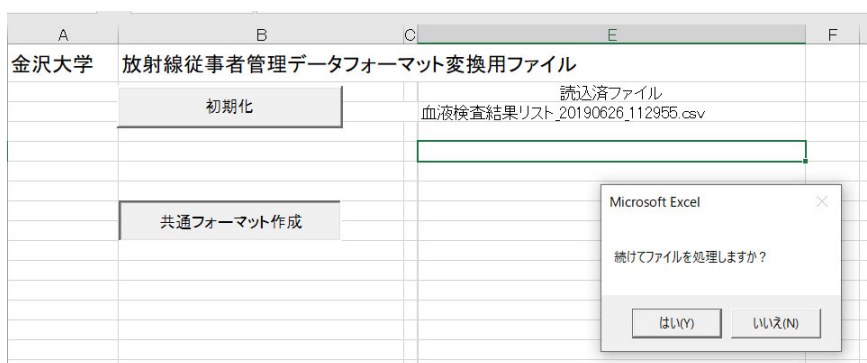 A B C E F
金沢大学 放射線従事者管理データフォーマット変換用ファイル
読込済ファイル
初期化
血液検査結果リスト_20190626_112955.csv
Microsoft Excel
共通フォーマット作成
続けてファイルを処理しますか？
はい(Y) いいえ(N)